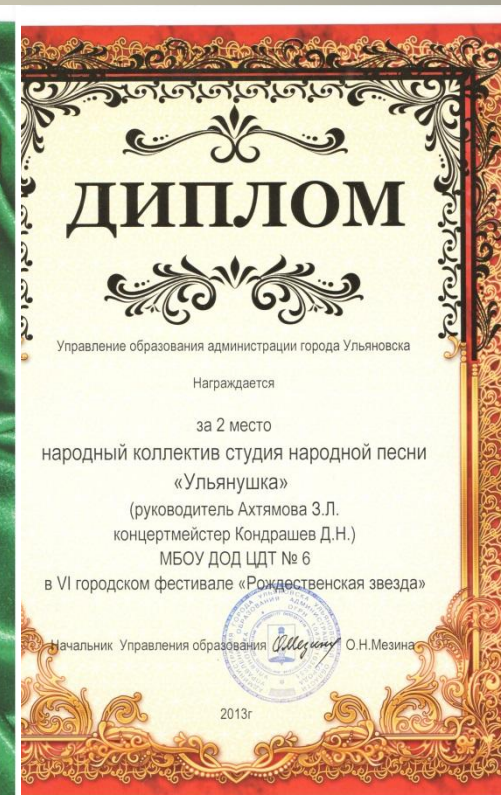 ДИПЛОМ
Управление образования администрации города Ульяновска
Награждается
за 2 место
народный коллектив студия народной песни
«Ульянушка»
(руководитель Ахтямова З.Л.
концертмейстер Кондрашев Д.Н.)
МБОУ ДОД ЦДТ № 6
в VI городском фестивале «Рождественская звезда»
Начальник Управления образования О.Н.Мезина
2013г